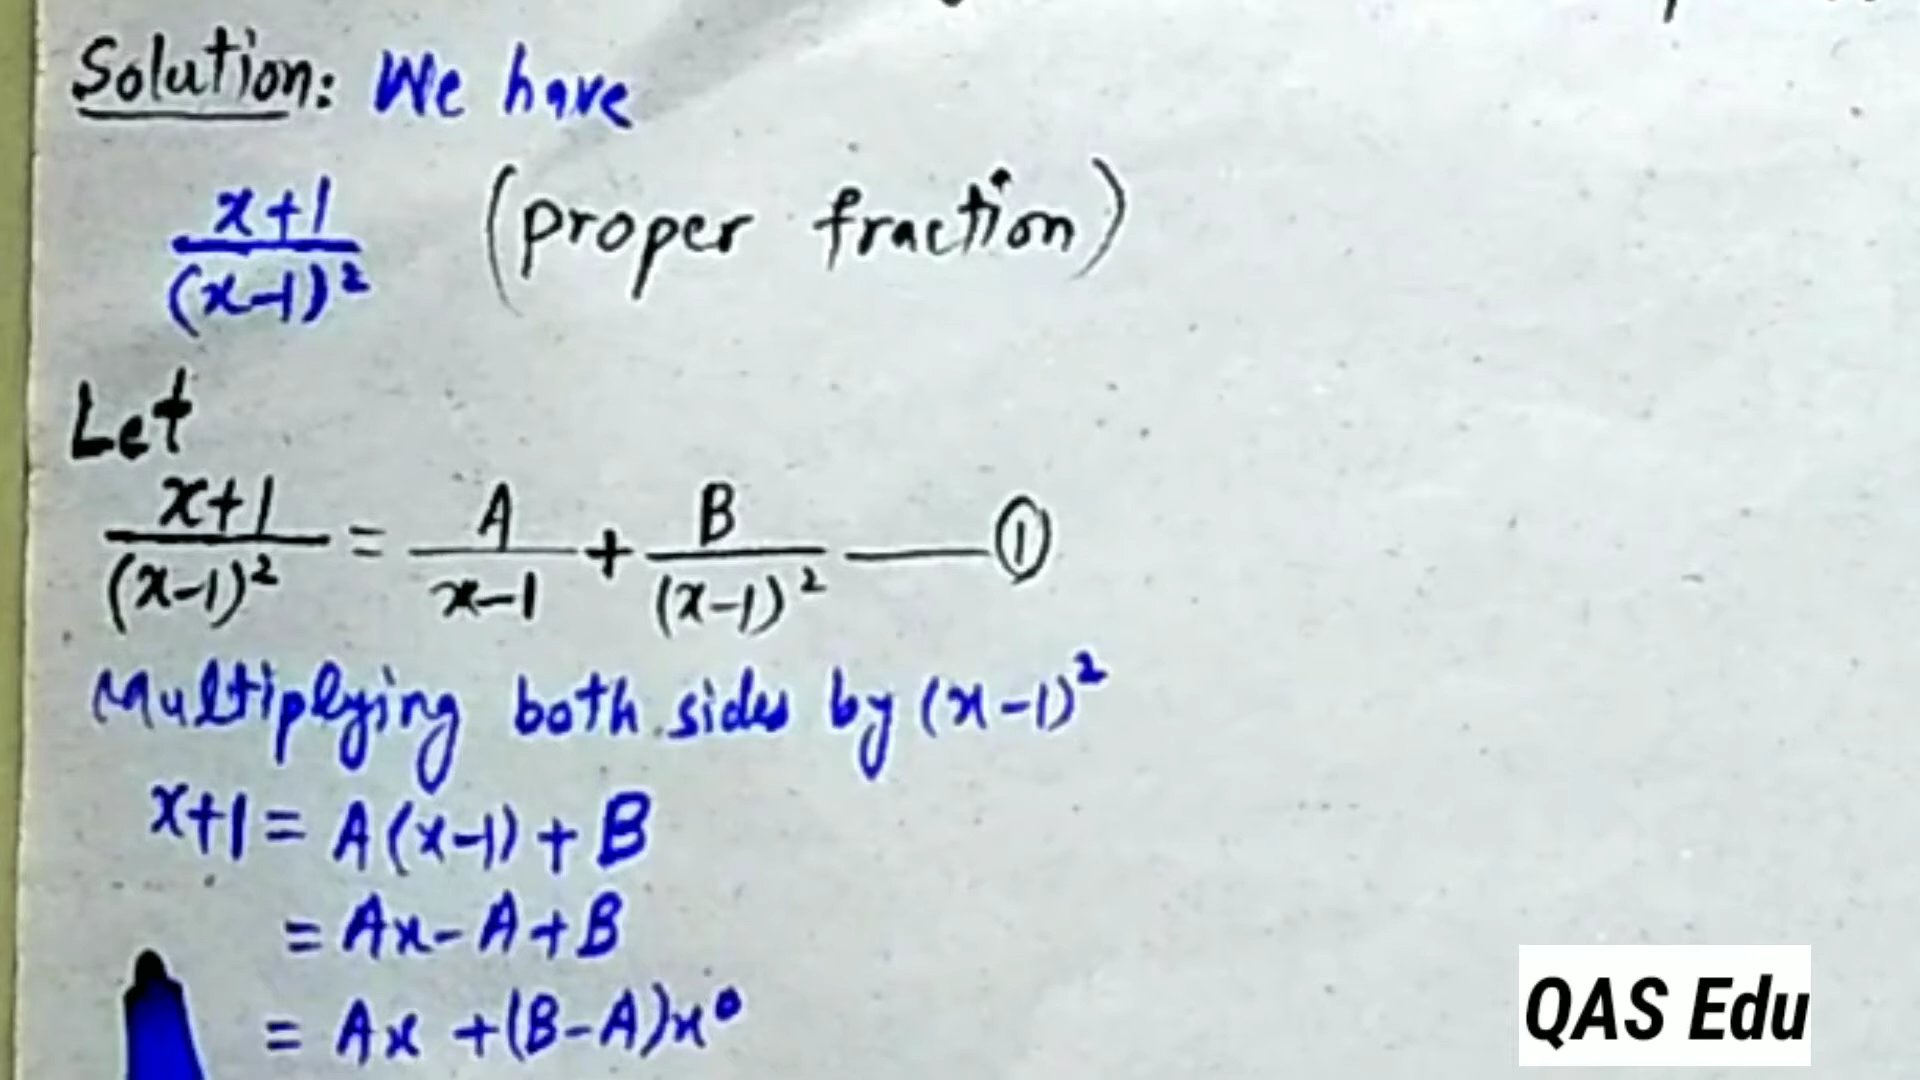 Solution: We have
x+1 / (x-1)² (proper fraction)
Let
x+1 / (x-1)² = A / x-1 + B / (x-1)² —— ①
Multiplying both sides by (x-1)²
x+1 = A(x-1) + B
= Ax - A + B
= Ax + (B-A)x⁰
QAS Edu